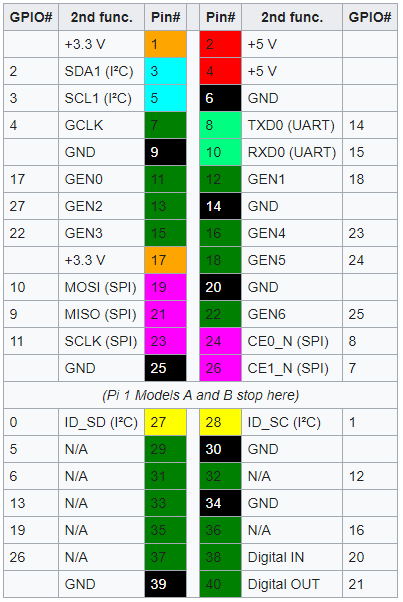 GPIO# 2nd func. Pin# Pin# 2nd func. GPIO#
+3.3 V 1 2 +5 V
2 SDA1 (I²C) 3 4 +5 V
3 SCL1 (I²C) 5 6 GND
4 GCLK 7 8 TXD0 (UART) 14
GND 9 10 RXD0 (UART) 15
17 GEN0 11 12 GEN1 18
27 GEN2 13 14 GND
22 GEN3 15 16 GEN4 23
+3.3 V 17 18 GEN5 24
10 MOSI (SPI) 19 20 GND
9 MISO (SPI) 21 22 GEN6 25
11 SCLK (SPI) 23 24 CE0_N (SPI) 8
GND 25 26 CE1_N (SPI) 7
(Pi 1 Models A and B stop here)
0 ID_SD (I²C) 27 28 ID_SC (I²C) 1
5 N/A 29 30 GND
6 N/A 31 32 N/A 12
13 N/A 33 34 GND
19 N/A 35 36 N/A 16
26 N/A 37 38 Digital IN 20
GND 39 40 Digital OUT 21